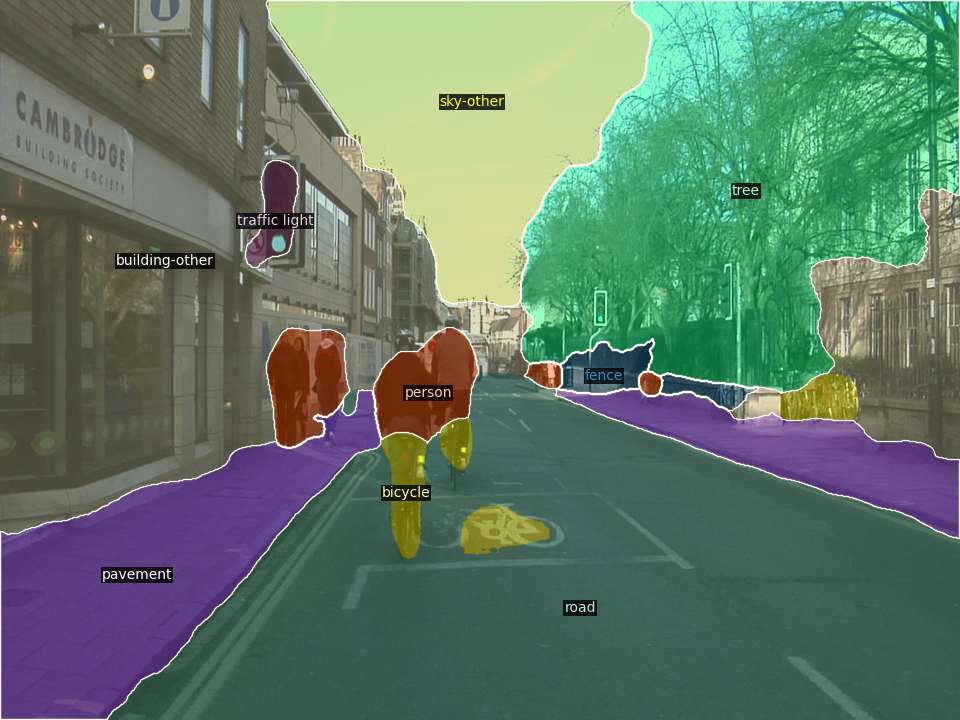 CAMBRIDGE
BUILDING SOCIETY
sky-other
tree
traffic light
building-other
fence
person
bicycle
pavement
road